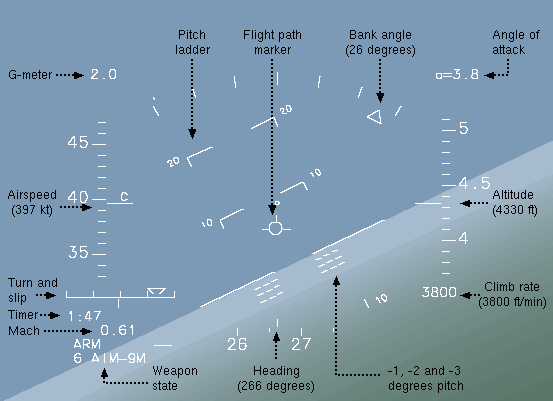 Pitch
ladder
Flight path
marker
Bank angle
(26 degrees)
Angle of
attack
G-meter
2.0
α=3.8
20
20
5
45
10
4.5
C
Airspeed
(397 kt)
40
Altitude
(4330 ft)
10
4
35
Turn and
slip
3800
Climb rate
(3800 ft/min)
10
Timer
1:47
Mach
0.61
ARM
26
27
6 AIM-9M
Weapon
state
Heading
(266 degrees)
-1, -2 and -3
degrees pitch